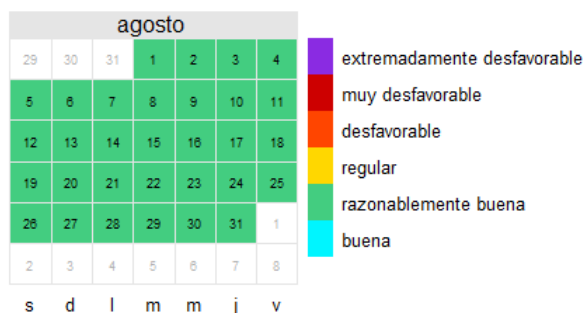 agosto
29 30 31 1 2 3 4
5 6 7 8 9 10 11
12 13 14 15 16 17 18
19 20 21 22 23 24 25
26 27 28 29 30 31 1
2 3 4 5 6 7 8
s d l m m j v
extremadamente desfavorable
muy desfavorable
desfavorable
regular
razonablemente buena
buena